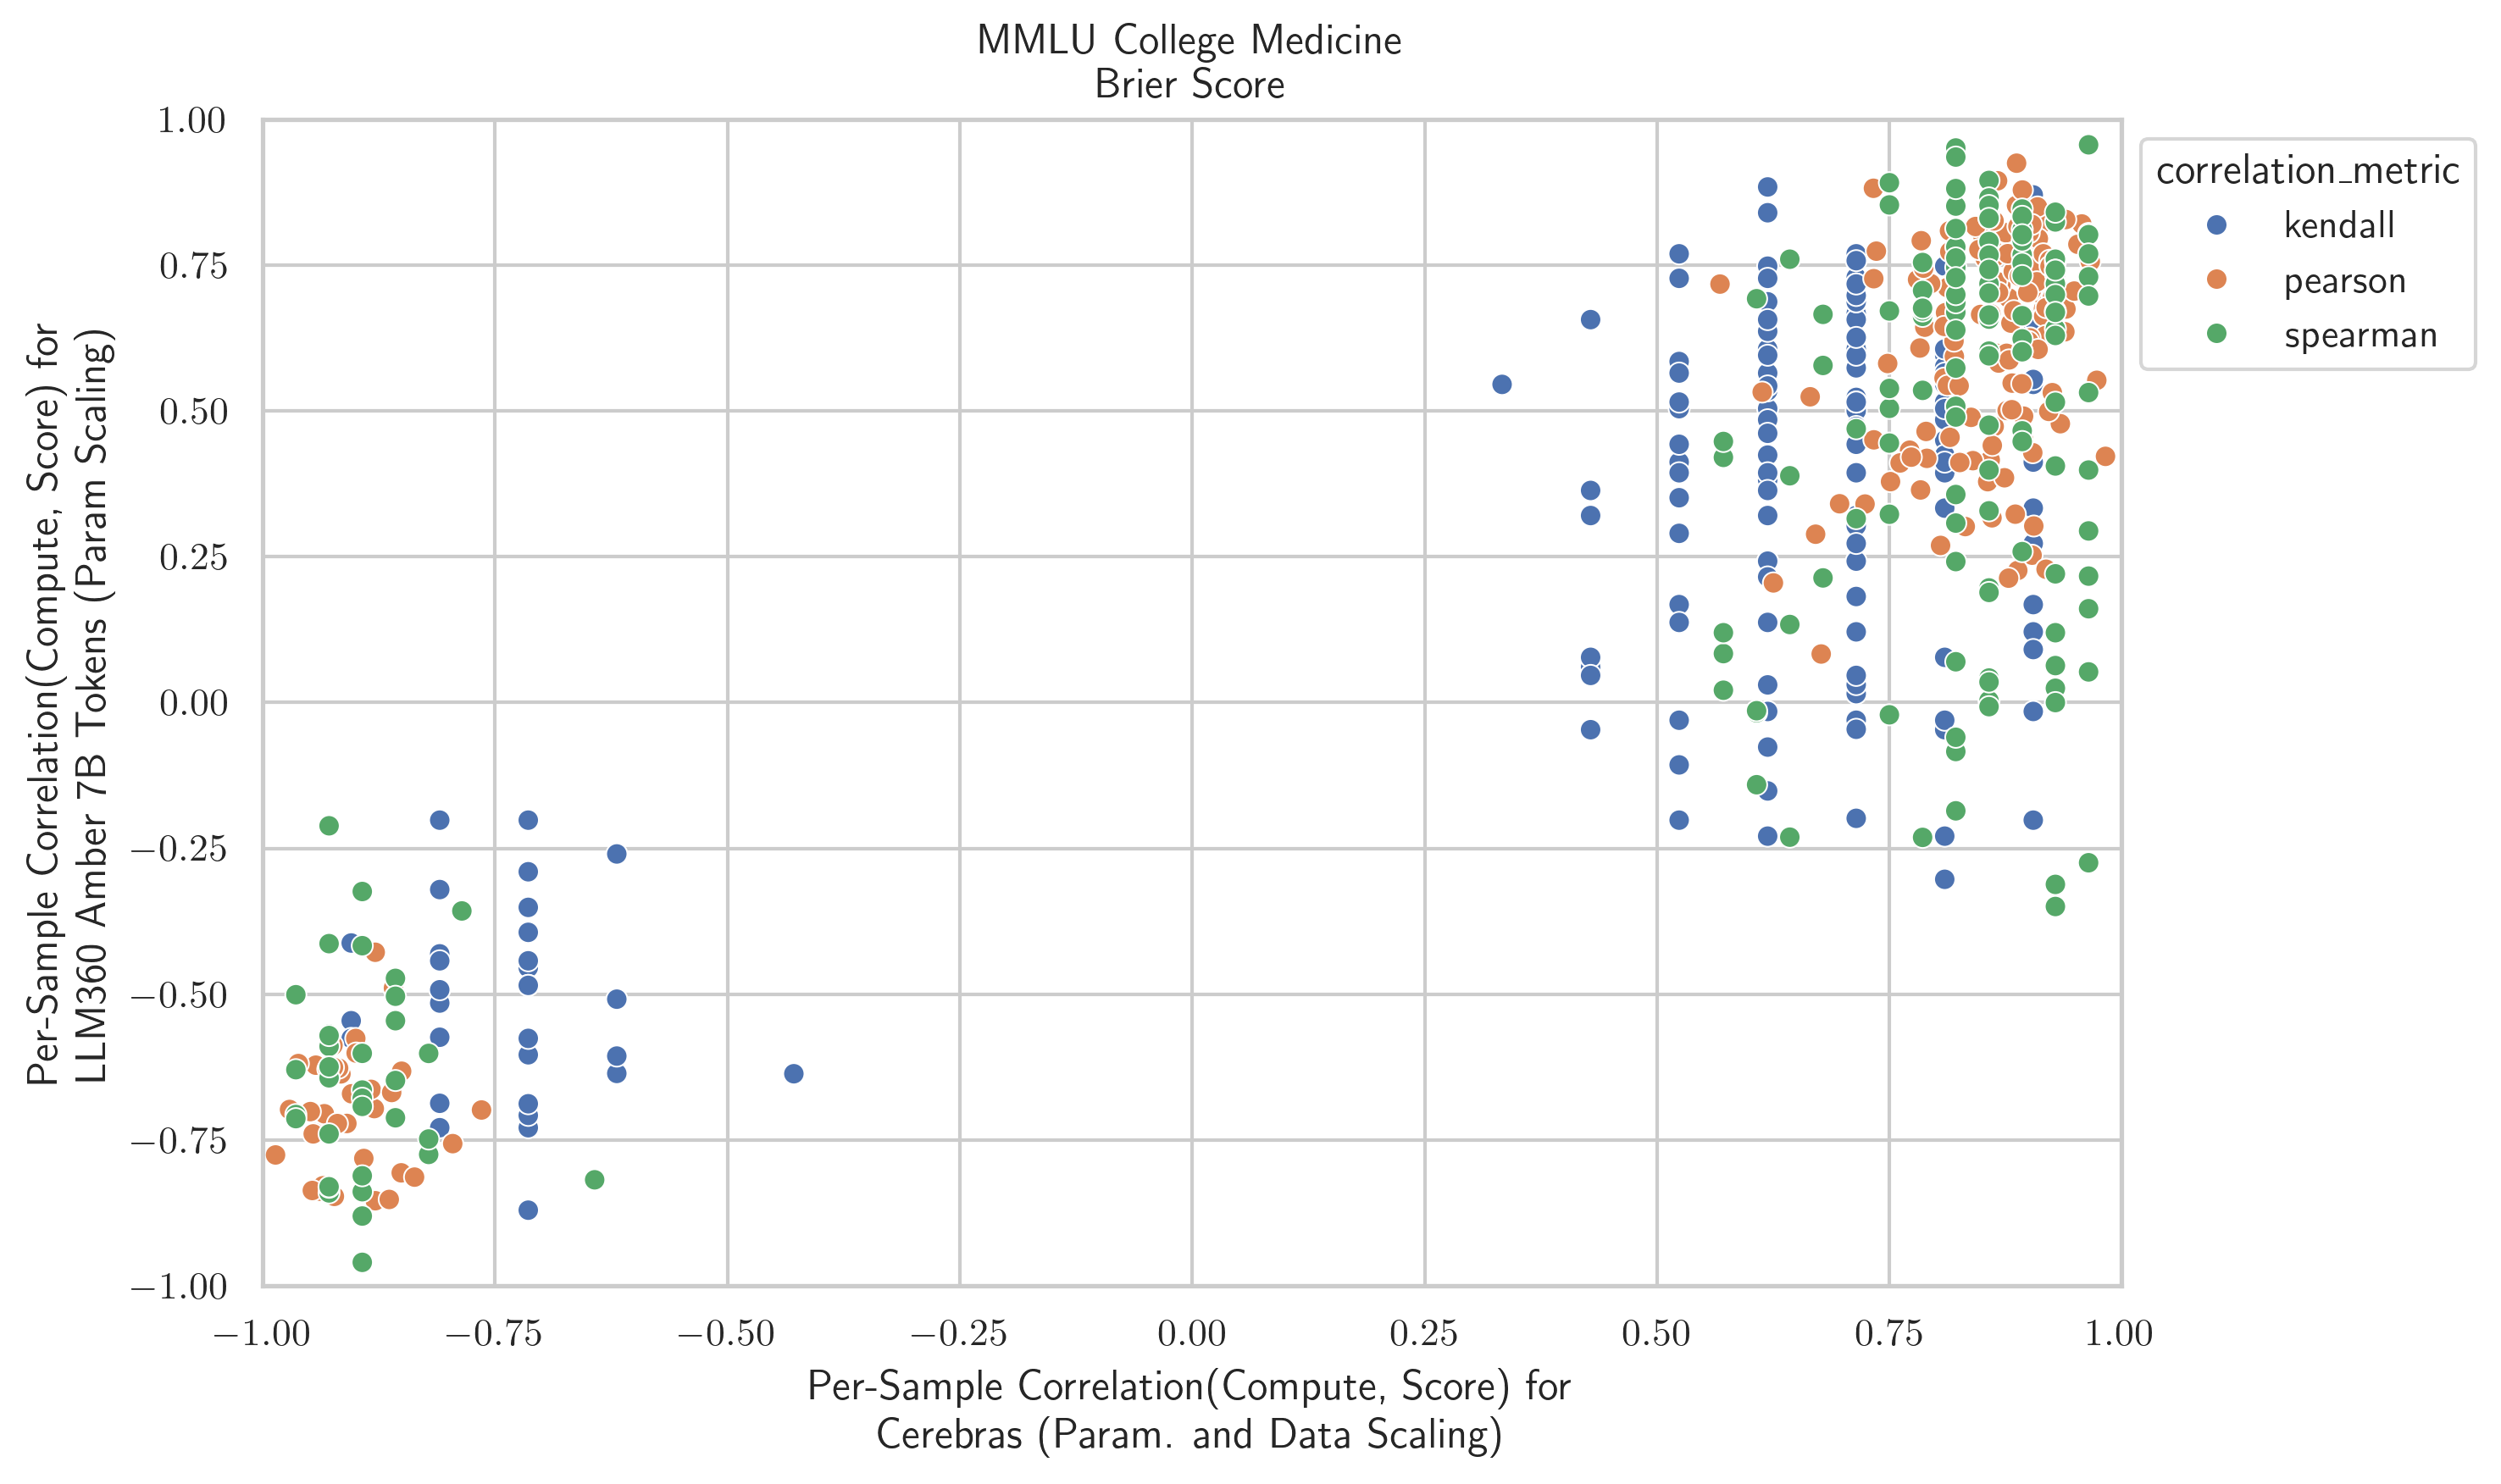 MMLU College Medicine
Brier Score
1.00
0.75
0.50
0.25
0.00
−0.25
−0.50
−0.75
−1.00
Per-Sample Correlation(Compute, Score) for
LLM360 Amber 7B Tokens (Param Scaling)
correlation_metric
kendall
pearson
spearman
−1.00 −0.75 −0.50 −0.25 0.00 0.25 0.50 0.75 1.00
Per-Sample Correlation(Compute, Score) for
Cerebras (Param. and Data Scaling)